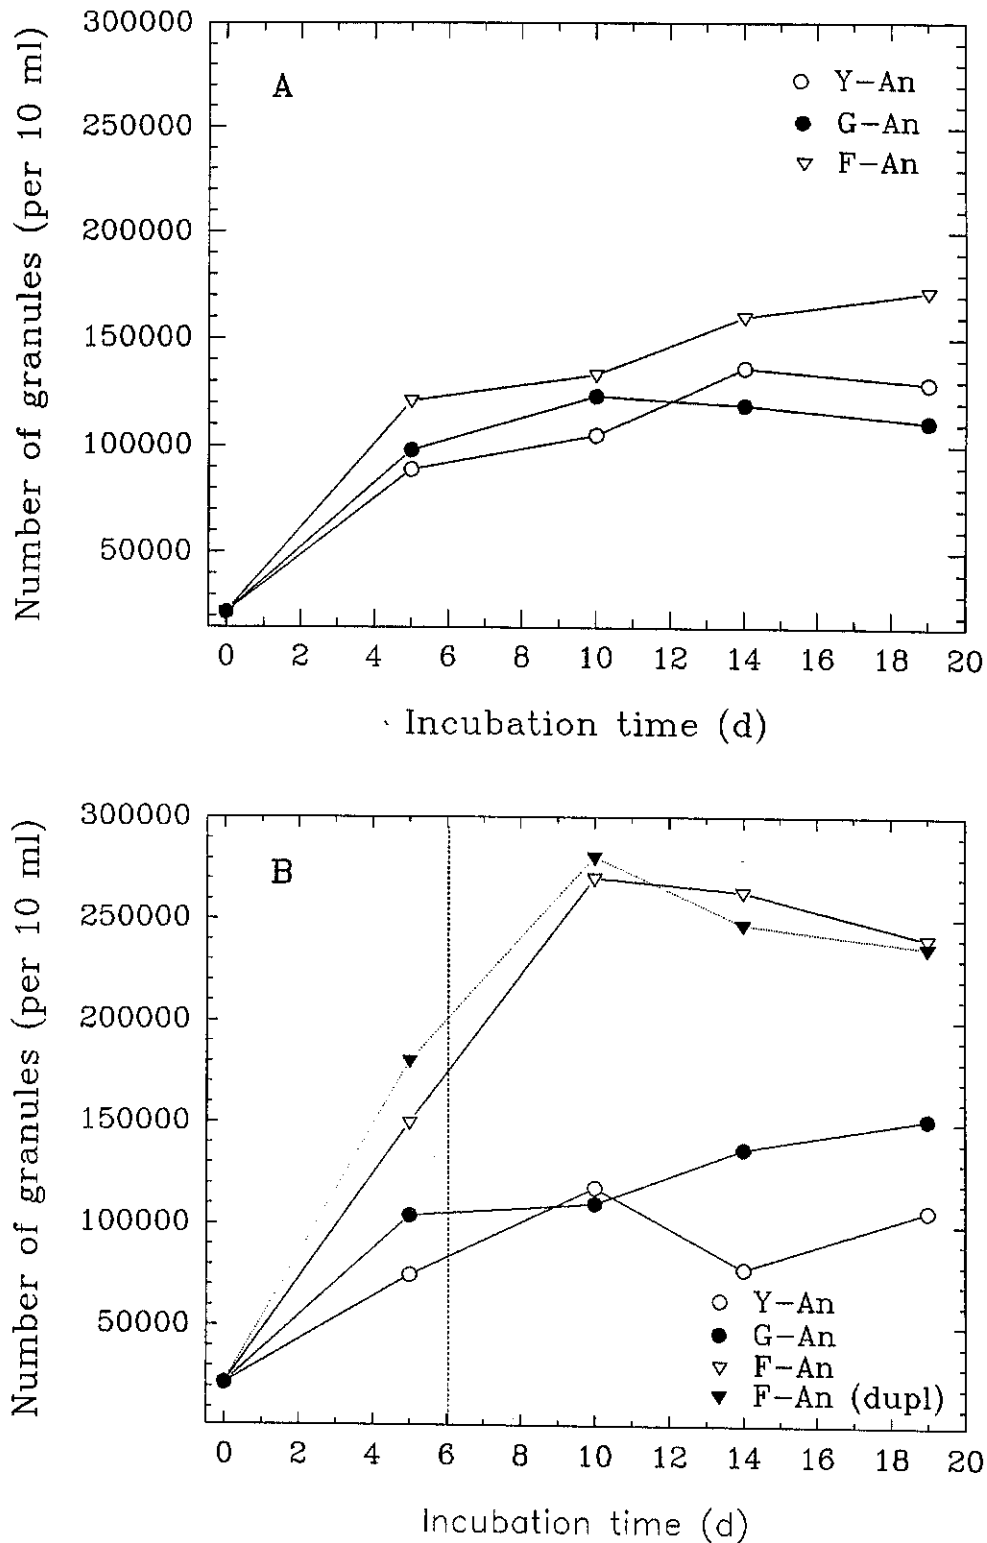 Number of granules (per 10 ml)
300000
250000
200000
150000
100000
50000
A
Y-An
G-An
F-An
0 2 4 6 8 10 12 14 16 18 20
Incubation time (d)
Number of granules (per 10 ml)
300000
250000
200000
150000
100000
50000
B
Y-An
G-An
F-An
F-An (dupl)
0 2 4 6 8 10 12 14 16 18 20
Incubation time (d)